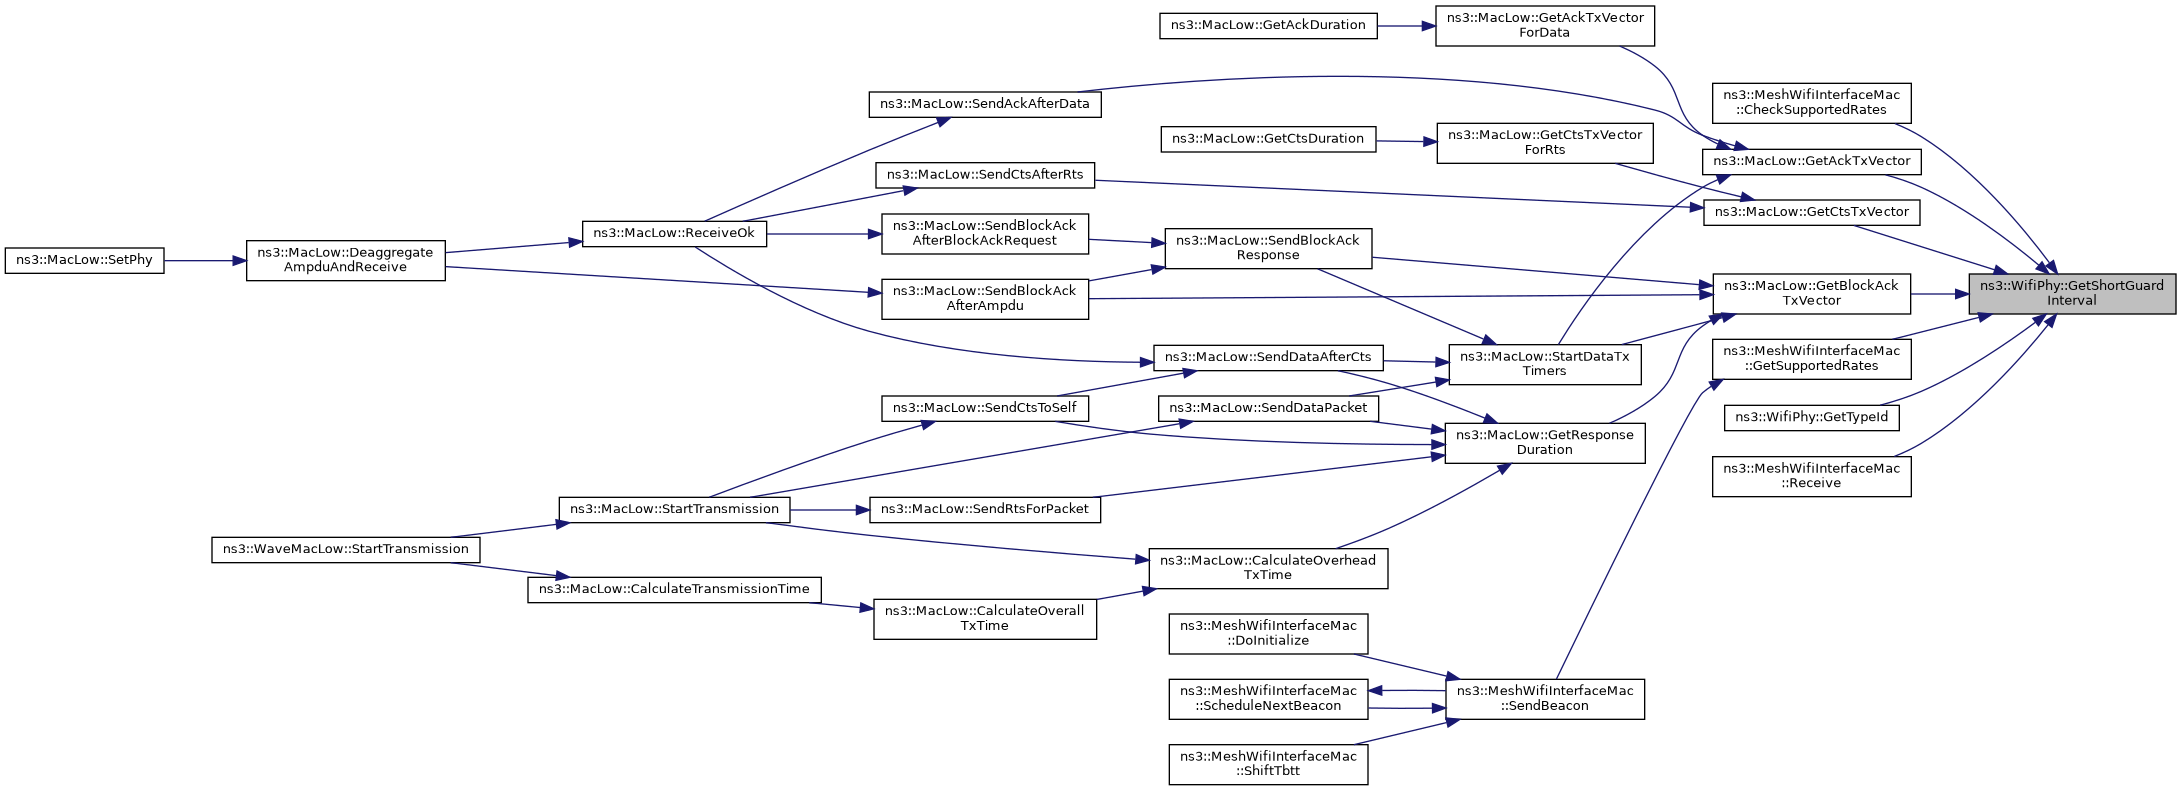 ns3::MacLow::GetAckDuration
ns3::MacLow::GetAckTxVector
ForData
ns3::MacLow::SendAckAfterData
ns3::MeshWifiInterfaceMac
::CheckSupportedRates
ns3::MacLow::GetCtsDuration
ns3::MacLow::GetCtsTxVector
ForRts
ns3::MacLow::GetAckTxVector
ns3::MacLow::SendCtsAfterRts
ns3::MacLow::GetCtsTxVector
ns3::MacLow::SetPhy
ns3::MacLow::Deaggregate
AmpduAndReceive
ns3::MacLow::ReceiveOk
ns3::MacLow::SendBlockAck
AfterBlockAckRequest
ns3::MacLow::SendBlockAck
Response
ns3::MacLow::SendBlockAck
AfterAmpdu
ns3::MacLow::GetBlockAck
TxVector
ns3::WifiPhy::GetShortGuard
Interval
ns3::MacLow::SendDataAfterCts
ns3::MacLow::StartDataTx
Timers
ns3::MeshWifiInterfaceMac
::GetSupportedRates
ns3::MacLow::SendCtsToSelf
ns3::MacLow::SendDataPacket
ns3::WifiPhy::GetTypeId
ns3::MacLow::GetResponse
Duration
ns3::MeshWifiInterfaceMac
::Receive
ns3::MacLow::StartTransmission
ns3::MacLow::SendRtsForPacket
ns3::WaveMacLow::StartTransmission
ns3::MacLow::CalculateOverhead
TxTime
ns3::MacLow::CalculateTransmissionTime
ns3::MacLow::CalculateOverall
TxTime
ns3::MeshWifiInterfaceMac
::DoInitialize
ns3::MeshWifiInterfaceMac
::ScheduleNextBeacon
ns3::MeshWifiInterfaceMac
::SendBeacon
ns3::MeshWifiInterfaceMac
::ShiftTbtt